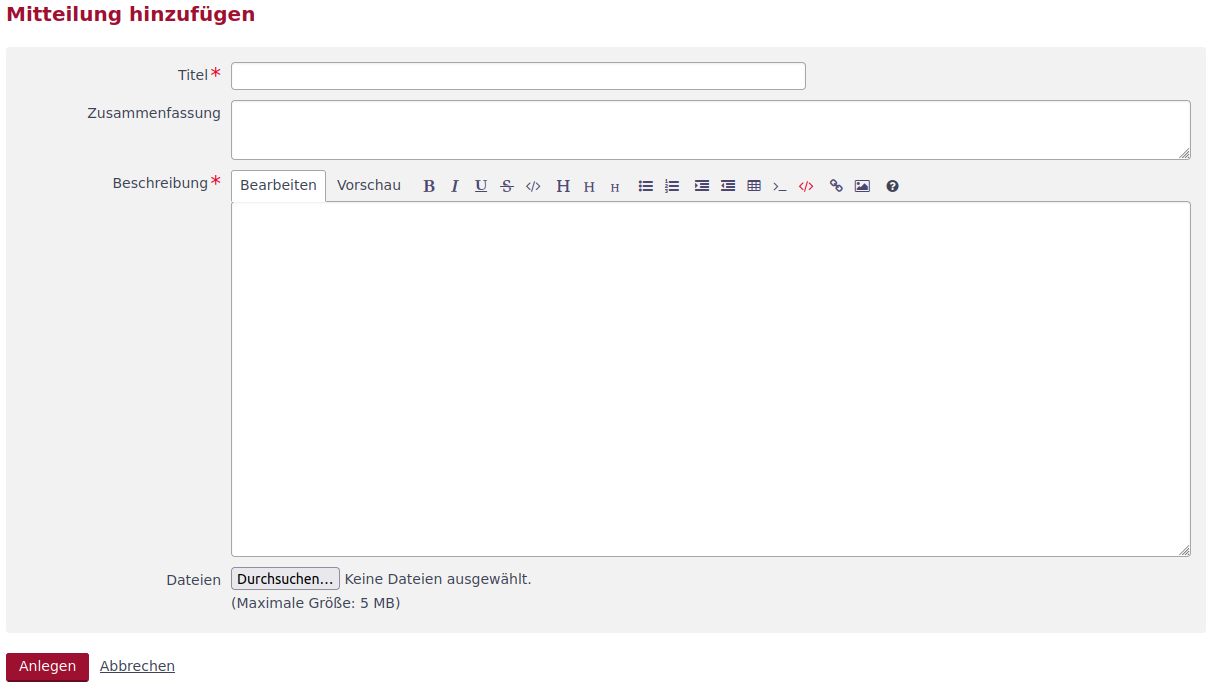 Mitteilung hinzufügen
Titel*
Zusammenfassung
Beschreibung* Bearbeiten Vorschau B I U S </> H H H >_ </> ?
Dateien Durchsuchen... Keine Dateien ausgewählt.
(Maximale Größe: 5 MB)
Anlegen Abbrechen